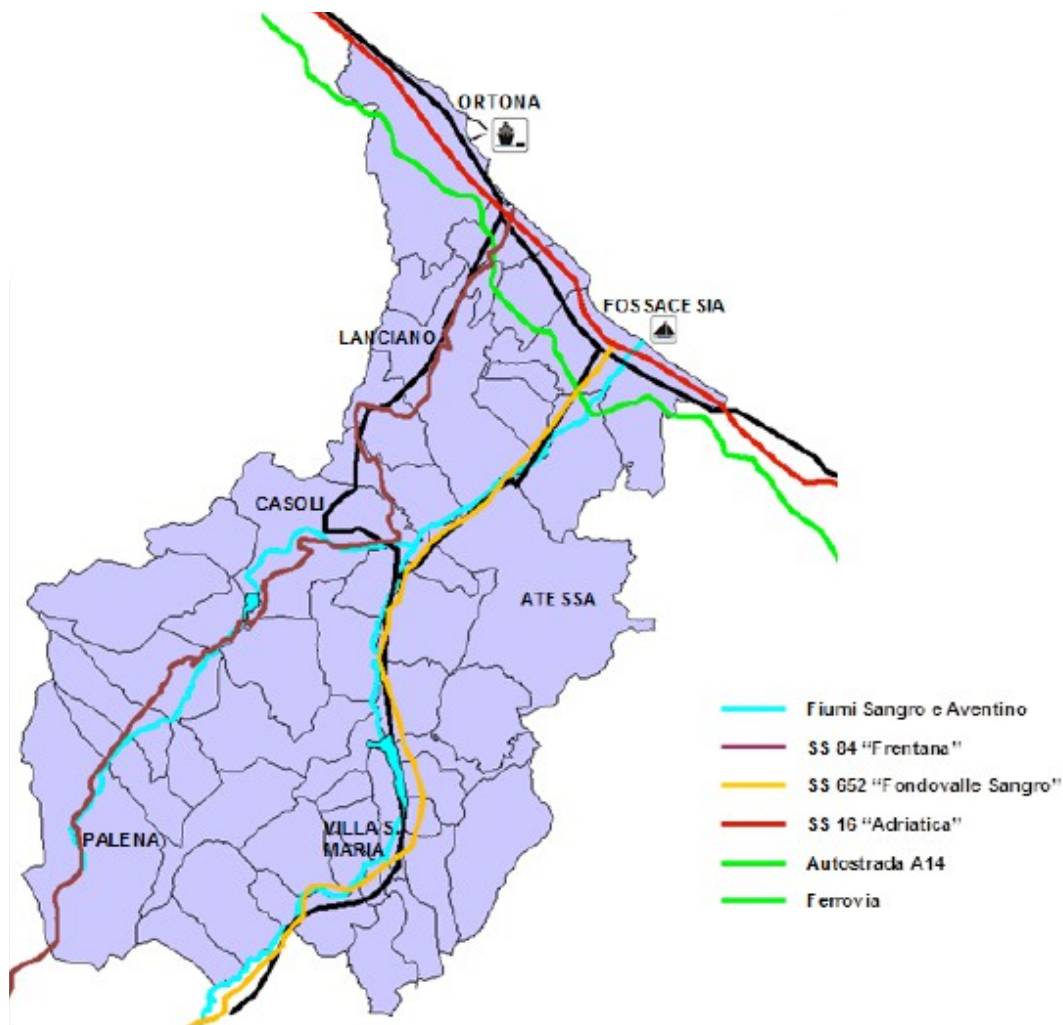 ORTONA
FOSSACESIA
LANCIANO
CASOLI
ATESSA
PALENA
VILLA S.
MARIA
Fiumi Sangro e Aventino
SS 84 “Frentana”
SS 652 “Fondovalle Sangro”
SS 16 “Adriatica”
Autostrada A14
Ferrovia